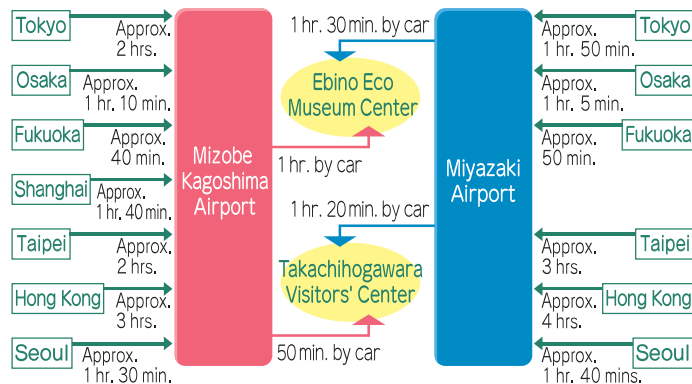 Tokyo
Approx.
2 hrs.
Osaka
Approx.
1 hr. 10 min.
Fukuoka
Approx.
40 min.
Shanghai
Approx.
1 hr. 40 min.
Taipei
Approx.
2 hrs.
Hong Kong
Approx.
3 hrs.
Seoul
Approx.
1 hr. 30 min.
Mizobe
Kagoshima
Airport
1 hr. 30 min. by car
Ebino Eco
Museum Center
1 hr. by car
1 hr. 20 min. by car
Takachihogawara
Visitors' Center
50 min. by car
Miyazaki
Airport
Tokyo
Approx.
1 hr. 50 min.
Osaka
Approx.
1 hr. 5 min.
Fukuoka
Approx.
50 min.
Taipei
Approx.
3 hrs.
Hong Kong
Approx.
4 hrs.
Seoul
Approx.
1 hr. 40 mins.